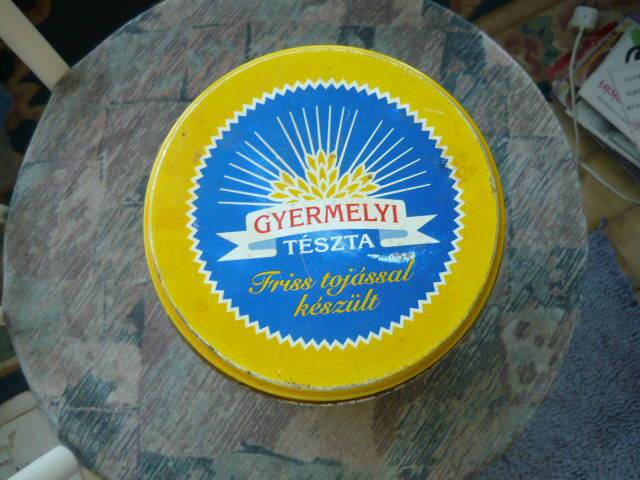 GYERMELYI
TÉSZTA
Friss tojással
készült